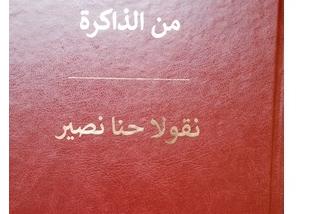 من الذاكرة
نقولا حنا نصير